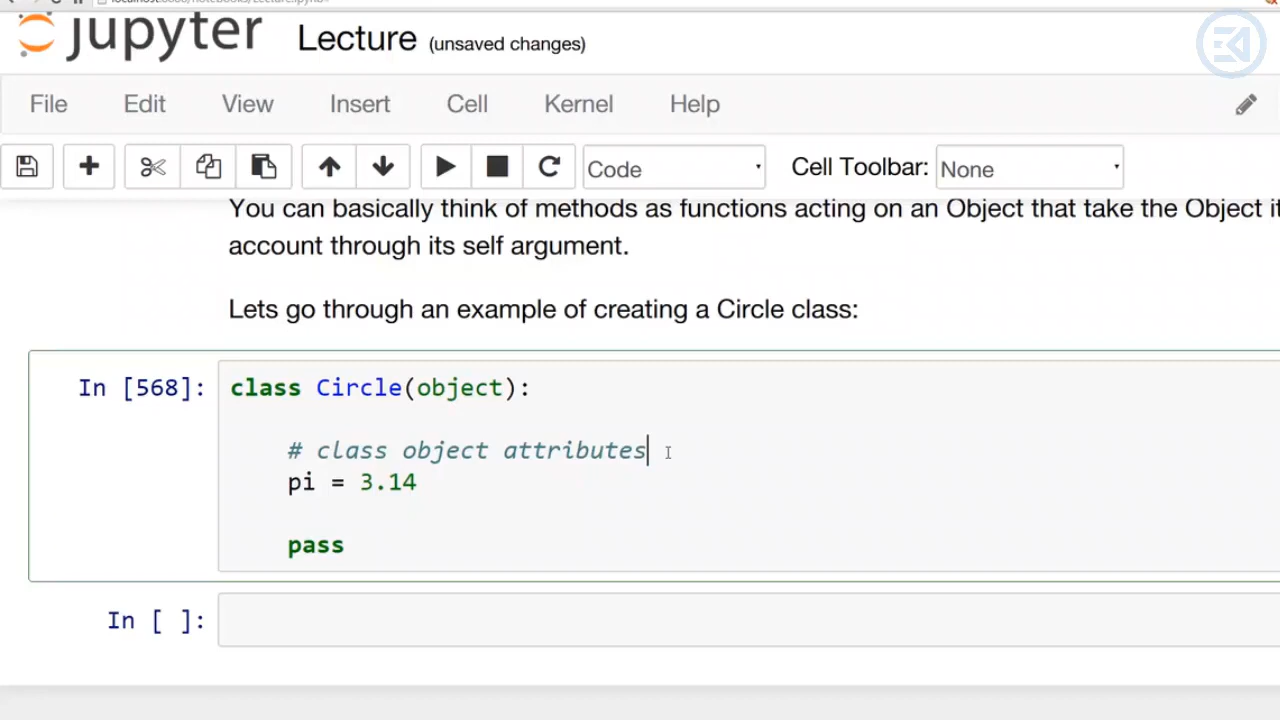 jupyter Lecture (unsaved changes)
File Edit View Insert Cell Kernel Help
Code Cell Toolbar: None
You can basically think of methods as functions acting on an Object that take the Object
account through its self argument.
Lets go through an example of creating a Circle class:
In [568]: class Circle(object):
# class object attributes
pi = 3.14
pass
In [ ]: